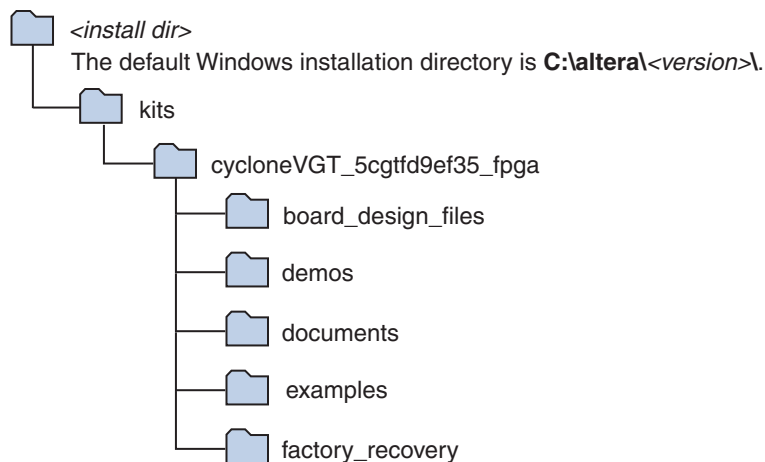 <install dir>
The default Windows installation directory is C:\altera\<version>\.
kits
cycloneVGT_5cgtfd9ef35_fpga
board_design_files
demos
documents
examples
factory_recovery